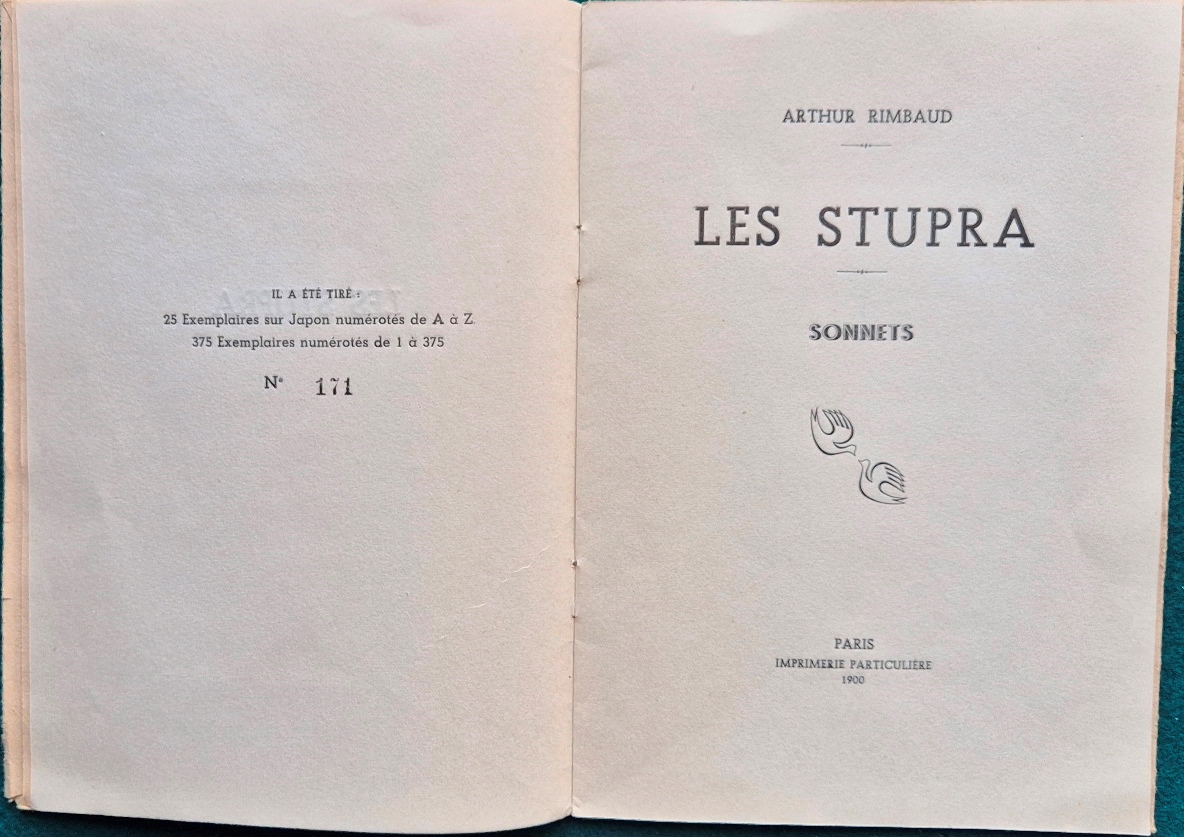 IL A ÉTÉ TIRÉ :
25 Exemplaires sur Japon numérotés de A à Z
375 Exemplaires numérotés de 1 à 375
N° 171
ARTHUR RIMBAUD
LES STUPRA
SONNETS
PARIS
IMPRIMERIE PARTICULIÈRE
1900